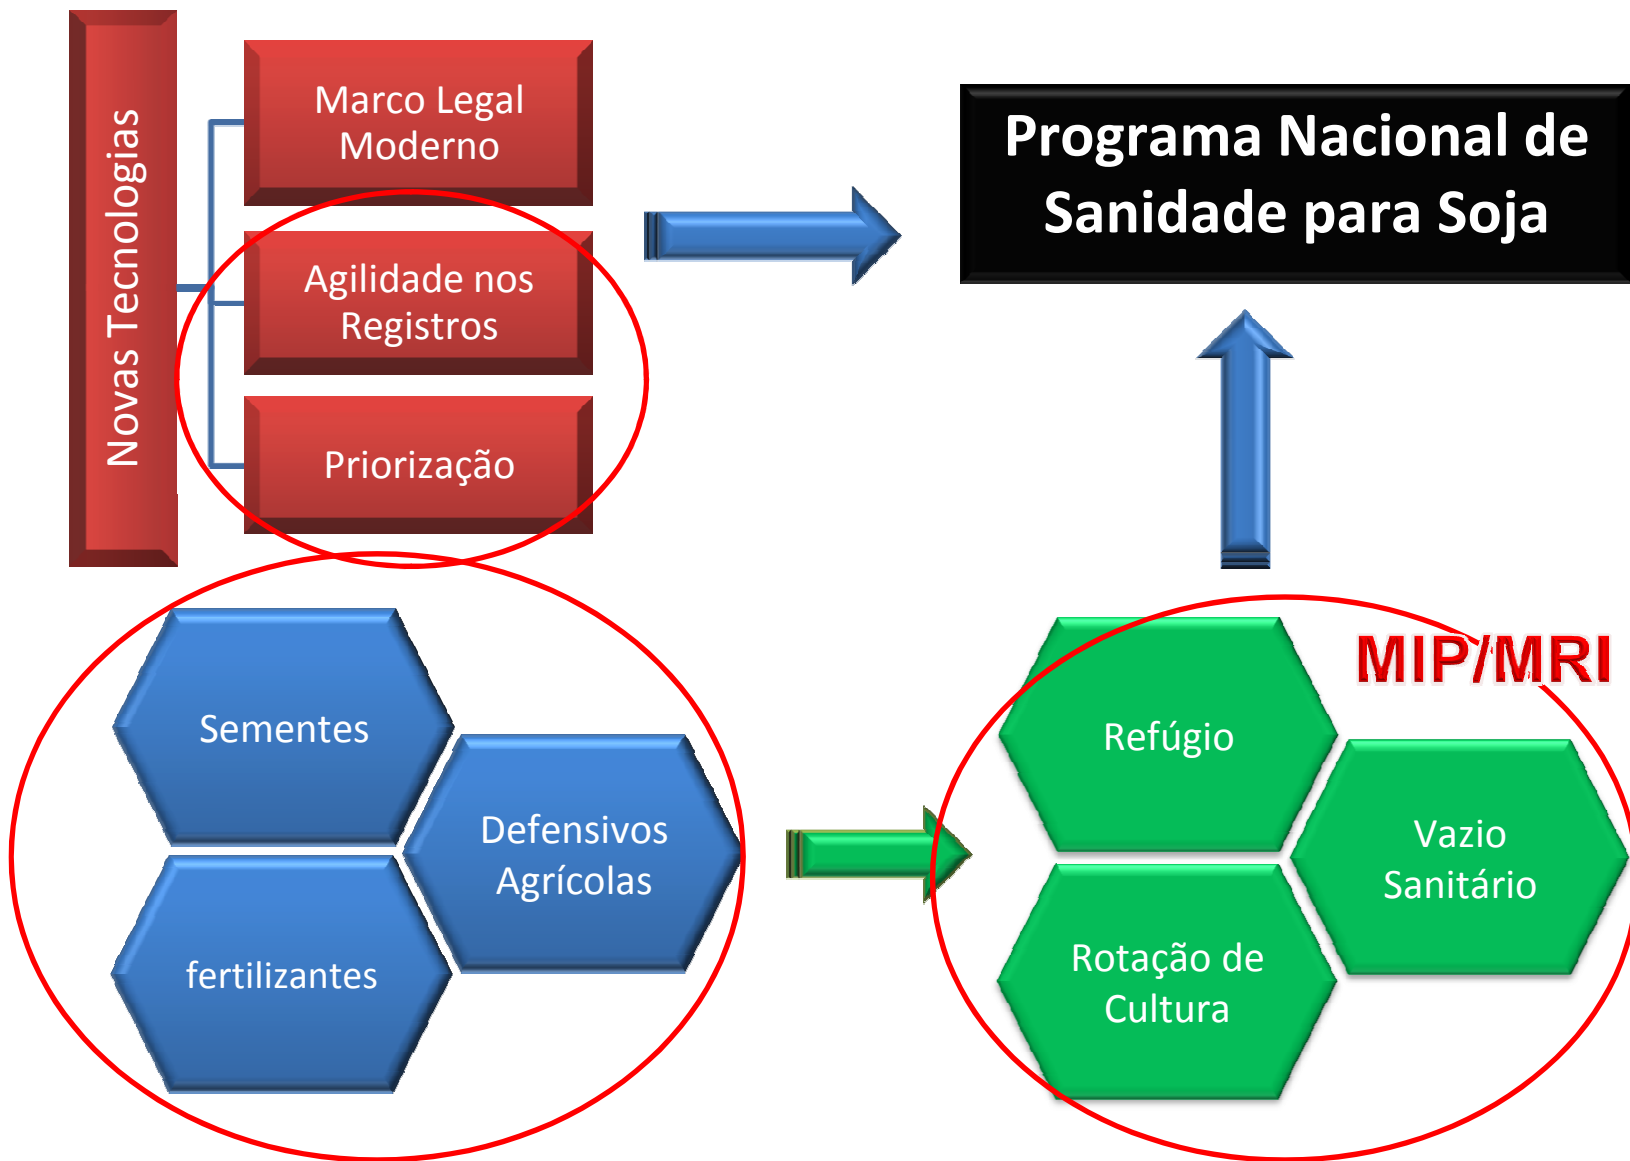 Novas Tecnologias
Marco Legal
Moderno
Agilidade nos
Registros
Priorização
Programa Nacional de
Sanidade para Soja
Sementes
Defensivos
Agrícolas
fertilizantes
MIP/MRI
Refúgio
Vazio
Sanitário
Rotação de
Cultura